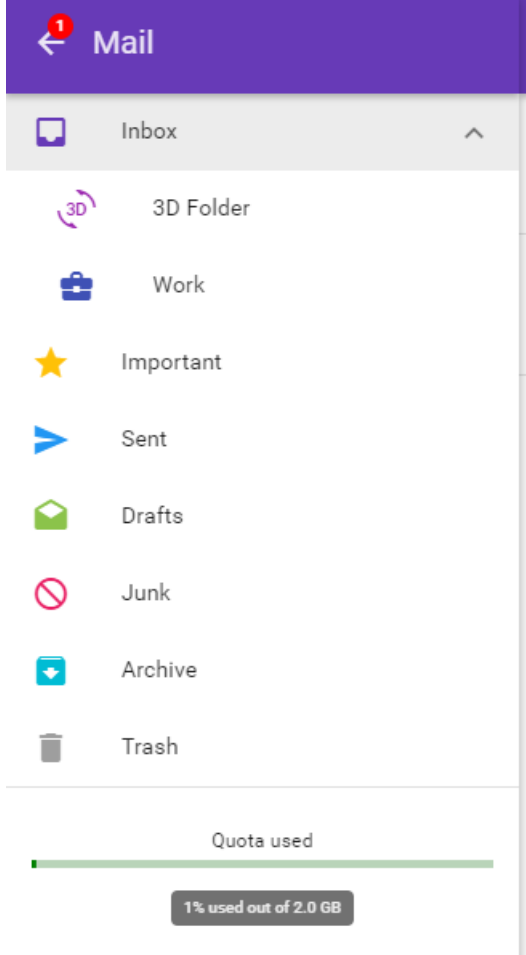 1
Mail
Inbox
3D
3D Folder
Work
Important
Sent
Drafts
Junk
Archive
Trash
Quota used
1% used out of 2.0 GB